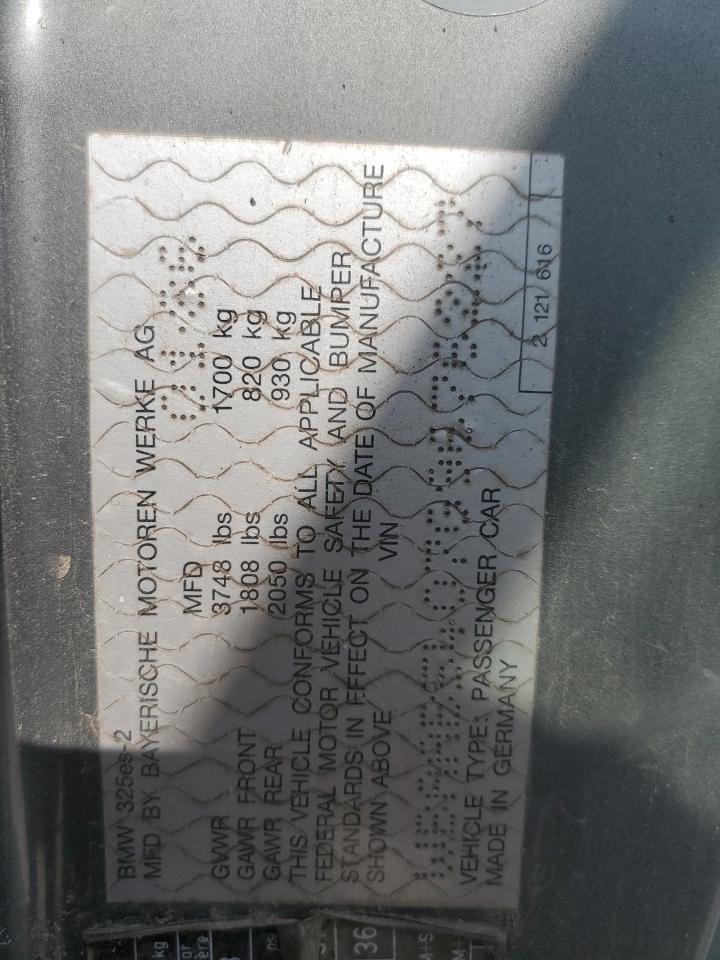 BMW 325es-2
MFD BY BAYERISCHE MOTOREN WERKE AG
MFD
GVWR 3748 lbs 1700 kg
GAWR FRONT 1808 lbs 820 kg
GAWR REAR 2050 lbs 930 kg
THIS VEHICLE CONFORMS TO ALL APPLICABLE
FEDERAL MOTOR VEHICLE SAFETY AND BUMPER
STANDARDS IN EFFECT ON THE DATE OF MANUFACTURE
SHOWN ABOVE VIN
VEHICLE TYPE: PASSENGER CAR
MADE IN GERMANY
2 121 616
kg
36